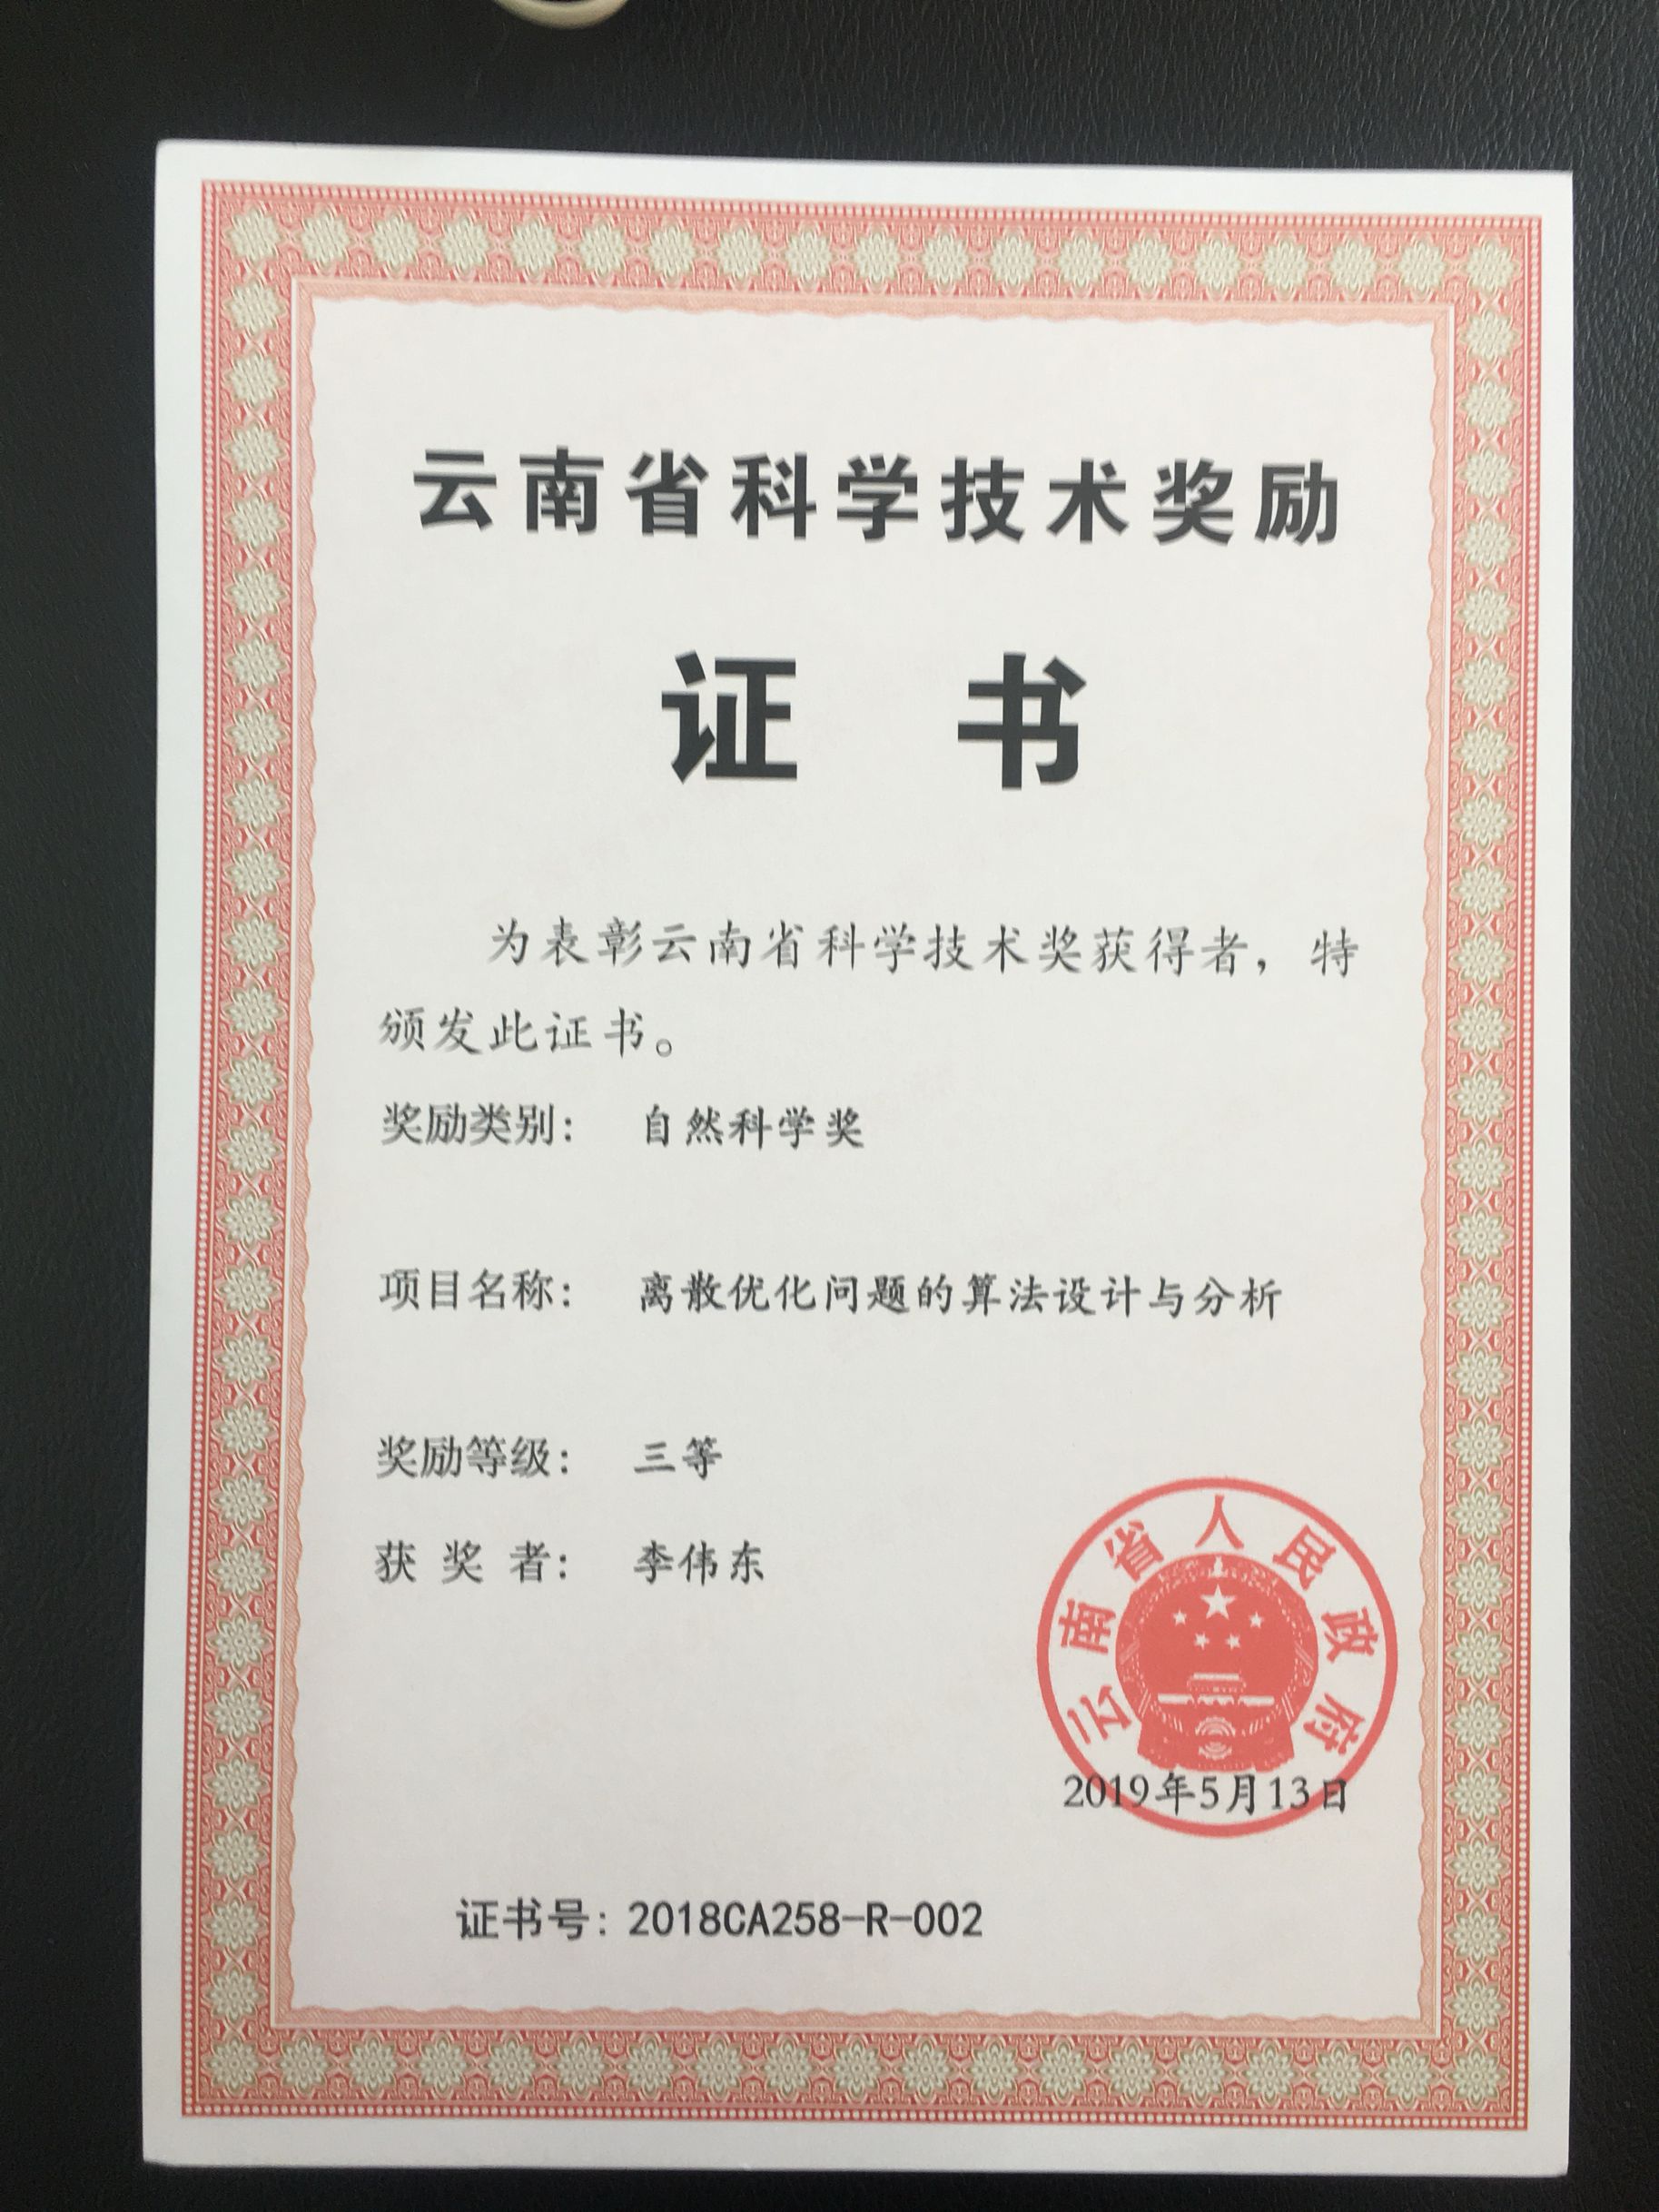 云南省科学技术奖励
证 书
为表彰云南省科学技术奖获得者，特
颁发此证书。
奖励类别： 自然科学奖
项目名称： 离散优化问题的算法设计与分析
奖励等级： 三等
获 奖 者： 李伟东
云南省人民政府
2019年5月13日
证书号：2018CA258-R-002